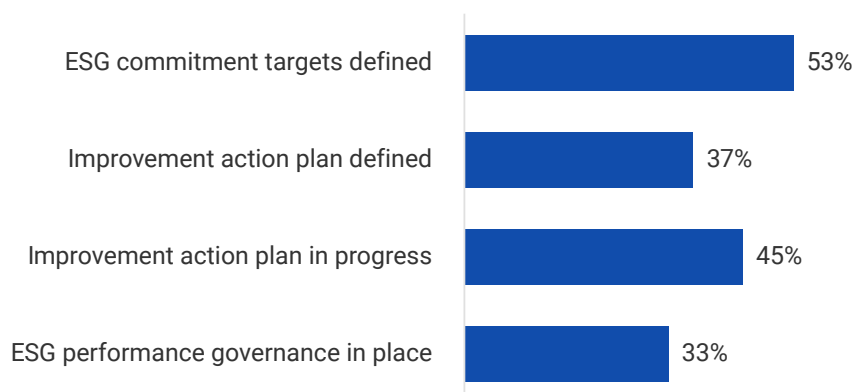 ESG commitment targets defined 53%
Improvement action plan defined 37%
Improvement action plan in progress 45%
ESG performance governance in place 33%